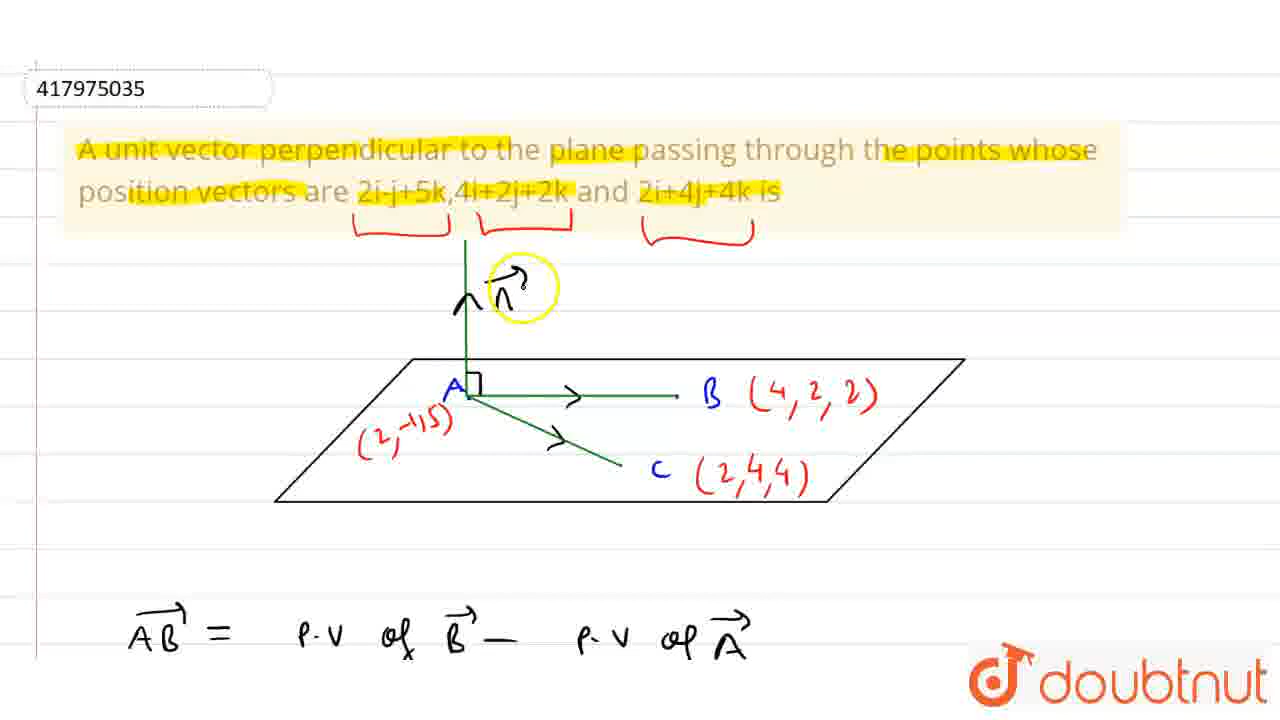 417975035
A unit vector perpendicular to the plane passing through the points whose
position vectors are 2i-j+5k,4i+2j+2k and 2i+4j+4k is
n
A
B (4, 2, 2)
(2, -1, 5)
C (2, 4, 4)
AB = P.V of B - P.V of A
doubtnut